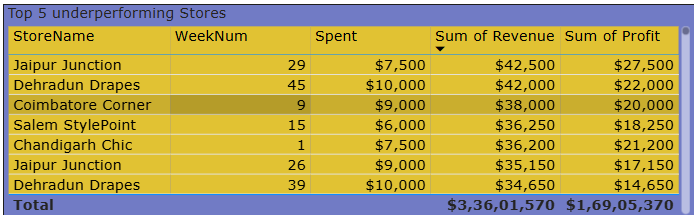 Top 5 underperforming Stores
StoreName WeekNum Spent Sum of Revenue Sum of Profit
Jaipur Junction 29 $7,500 $42,500 $27,500
Dehradun Drapes 45 $10,000 $42,000 $22,000
Coimbatore Corner 9 $9,000 $38,000 $20,000
Salem StylePoint 15 $6,000 $36,250 $18,250
Chandigarh Chic 1 $7,500 $36,200 $21,200
Jaipur Junction 26 $9,000 $35,150 $17,150
Dehradun Drapes 39 $10,000 $34,650 $14,650
Total $3,36,01,570 $1,69,05,370